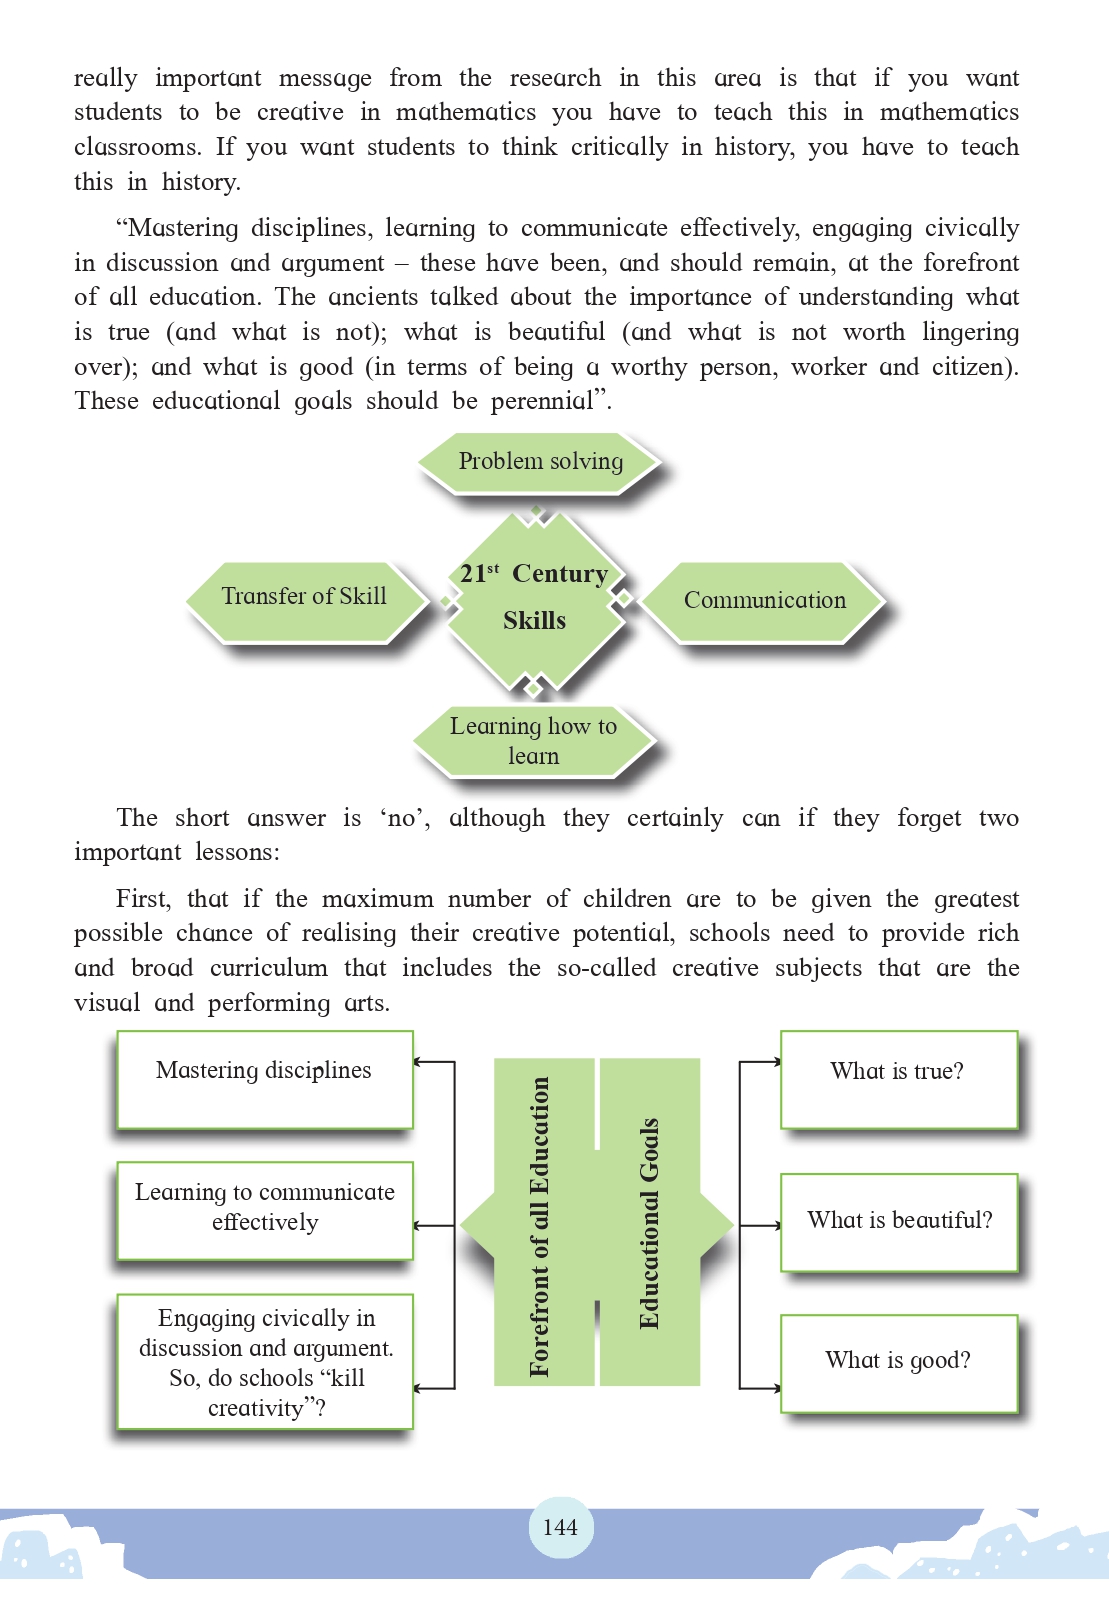 really important message from the research in this area is that if you want
students to be creative in mathematics you have to teach this in mathematics
classrooms. If you want students to think critically in history, you have to teach
this in history.
“Mastering disciplines, learning to communicate effectively, engaging civically
in discussion and argument – these have been, and should remain, at the forefront
of all education. The ancients talked about the importance of understanding what
is true (and what is not); what is beautiful (and what is not worth lingering
over); and what is good (in terms of being a worthy person, worker and citizen).
These educational goals should be perennial”.
Problem solving
Transfer of Skill
21st Century
Skills
Communication
Learning how to
learn
The short answer is ‘no’, although they certainly can if they forget two
important lessons:
First, that if the maximum number of children are to be given the greatest
possible chance of realising their creative potential, schools need to provide rich
and broad curriculum that includes the so-called creative subjects that are the
visual and performing arts.
Mastering disciplines
Learning to communicate
effectively
Engaging civically in
discussion and argument.
So, do schools “kill
creativity”?
Forefront of all Education
Educational Goals
What is true?
What is beautiful?
What is good?
144